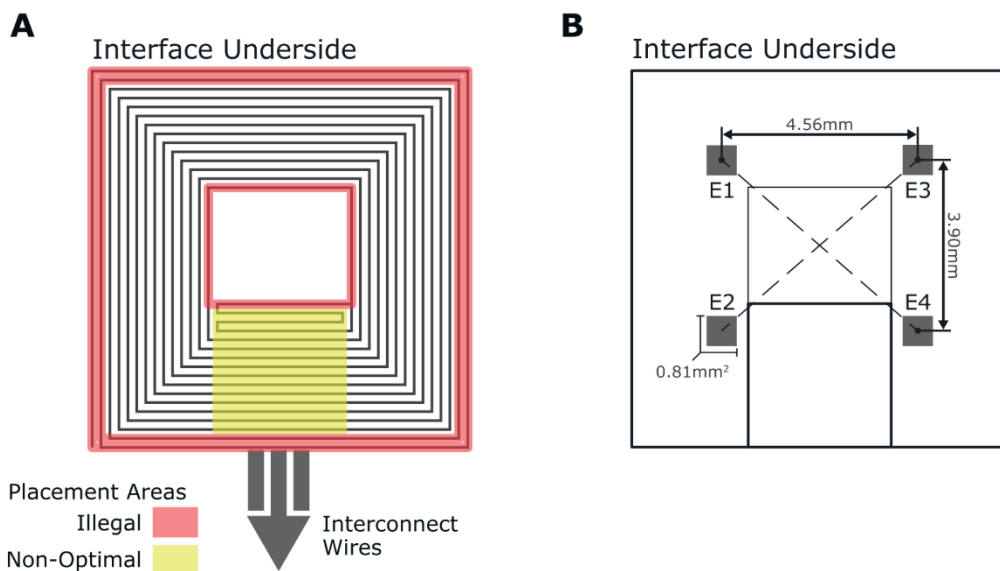 A
Interface Underside
Placement Areas
Illegal
Non-Optimal
Interconnect
Wires
B
Interface Underside
4.56mm
E1
E3
3.90mm
E2
E4
0.81mm²